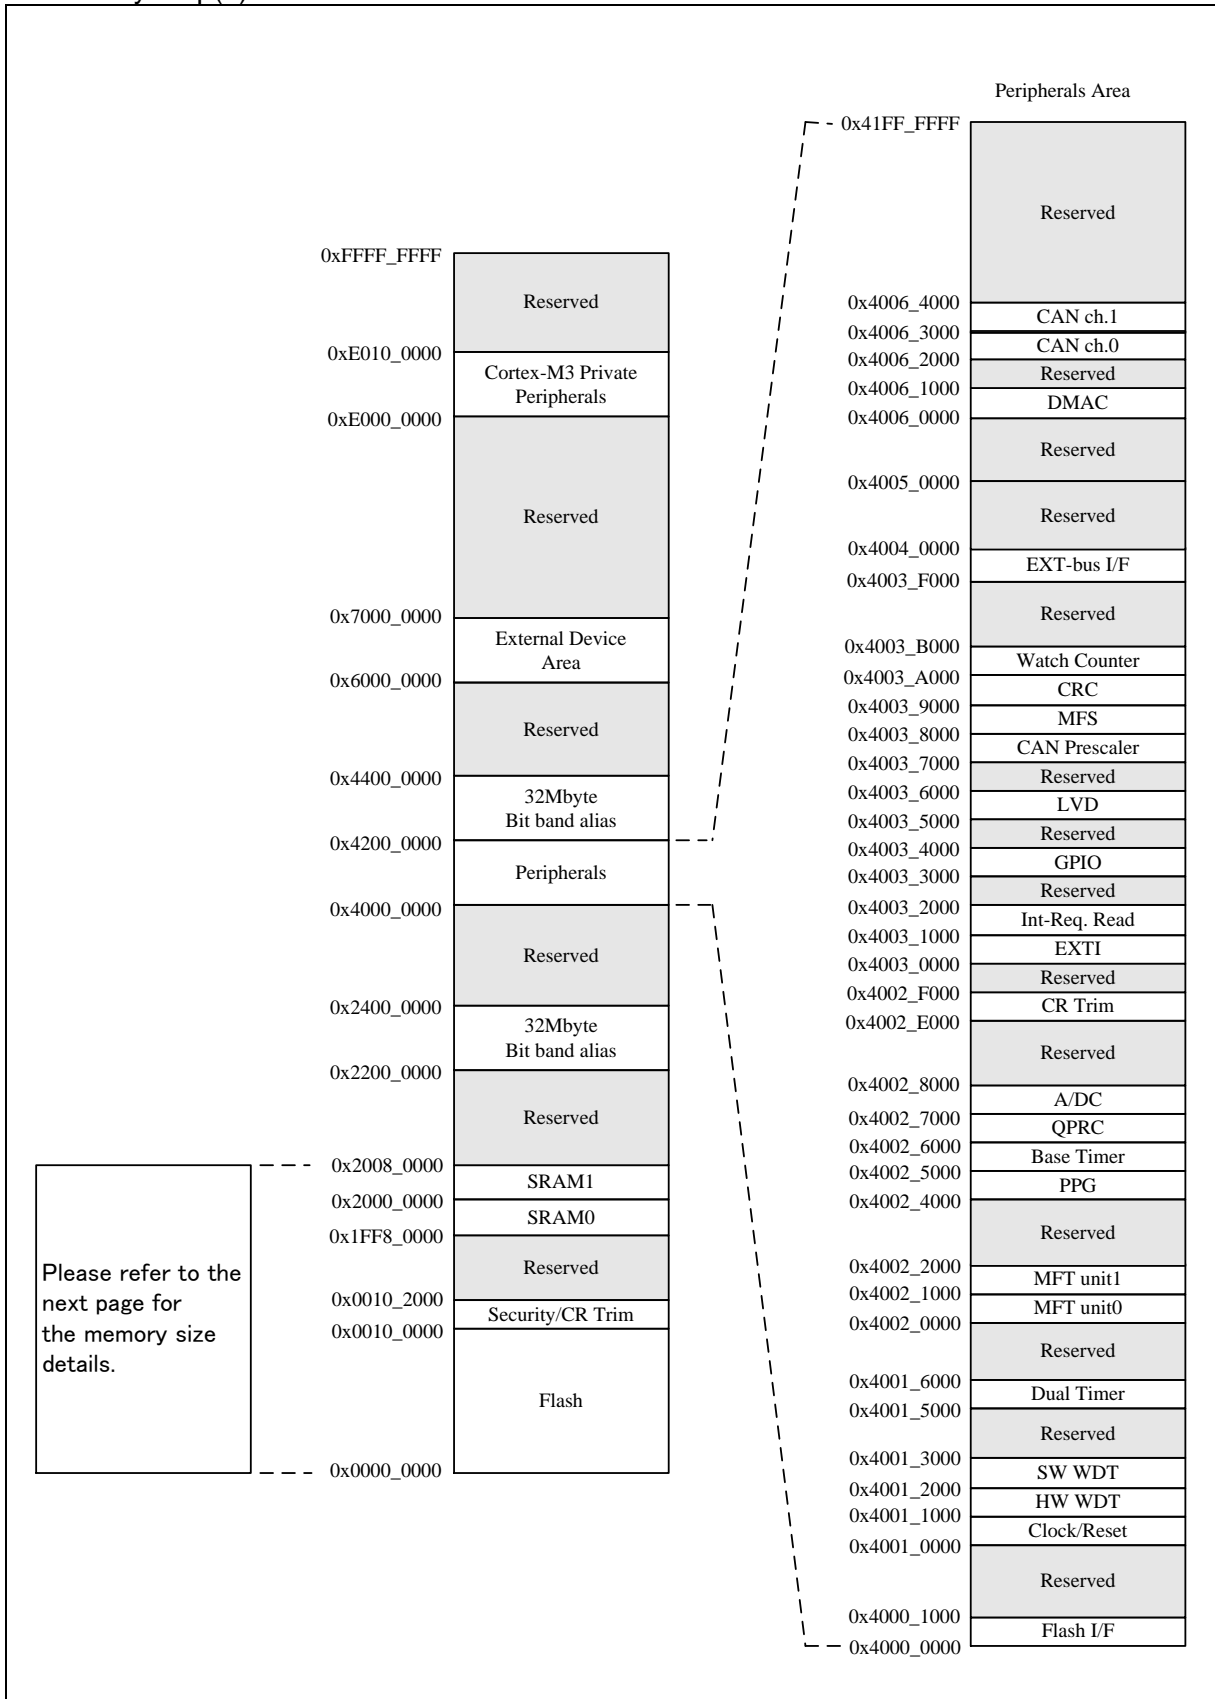 Peripherals Area
0x41FF_FFFF
Reserved
0x4006_4000
CAN ch.1
0x4006_3000
CAN ch.0
0x4006_2000
Reserved
0x4006_1000
DMAC
0x4006_0000
Reserved
0x4005_0000
Reserved
0x4004_0000
EXT-bus I/F
0x4003_F000
Reserved
0x4003_B000
Watch Counter
0x4003_A000
CRC
0x4003_9000
MFS
0x4003_8000
CAN Prescaler
0x4003_7000
Reserved
0x4003_6000
LVD
0x4003_5000
Reserved
0x4003_4000
GPIO
0x4003_3000
Reserved
0x4003_2000
Int-Req. Read
0x4003_1000
EXTI
0x4003_0000
Reserved
0x4002_F000
CR Trim
0x4002_E000
Reserved
0x4002_8000
A/DC
0x4002_7000
QPRC
0x4002_6000
Base Timer
0x4002_5000
PPG
0x4002_4000
Reserved
0x4002_2000
MFT unit1
0x4002_1000
MFT unit0
0x4002_0000
Reserved
0x4001_6000
Dual Timer
0x4001_5000
Reserved
0x4001_3000
SW WDT
0x4001_2000
HW WDT
0x4001_1000
Clock/Reset
0x4001_0000
Reserved
0x4000_1000
Flash I/F
0x4000_0000
0xFFFF_FFFF
Reserved
0xE010_0000
Cortex-M3 Private
Peripherals
0xE000_0000
Reserved
0x7000_0000
External Device
Area
0x6000_0000
Reserved
0x4400_0000
32Mbyte
Bit band alias
0x4200_0000
Peripherals
0x4000_0000
Reserved
0x2400_0000
32Mbyte
Bit band alias
0x2200_0000
Reserved
0x2008_0000
SRAM1
0x2000_0000
SRAM0
0x1FF8_0000
Reserved
0x0010_2000
Security/CR Trim
0x0010_0000
Flash
0x0000_0000
Please refer to the
next page for
the memory size
details.